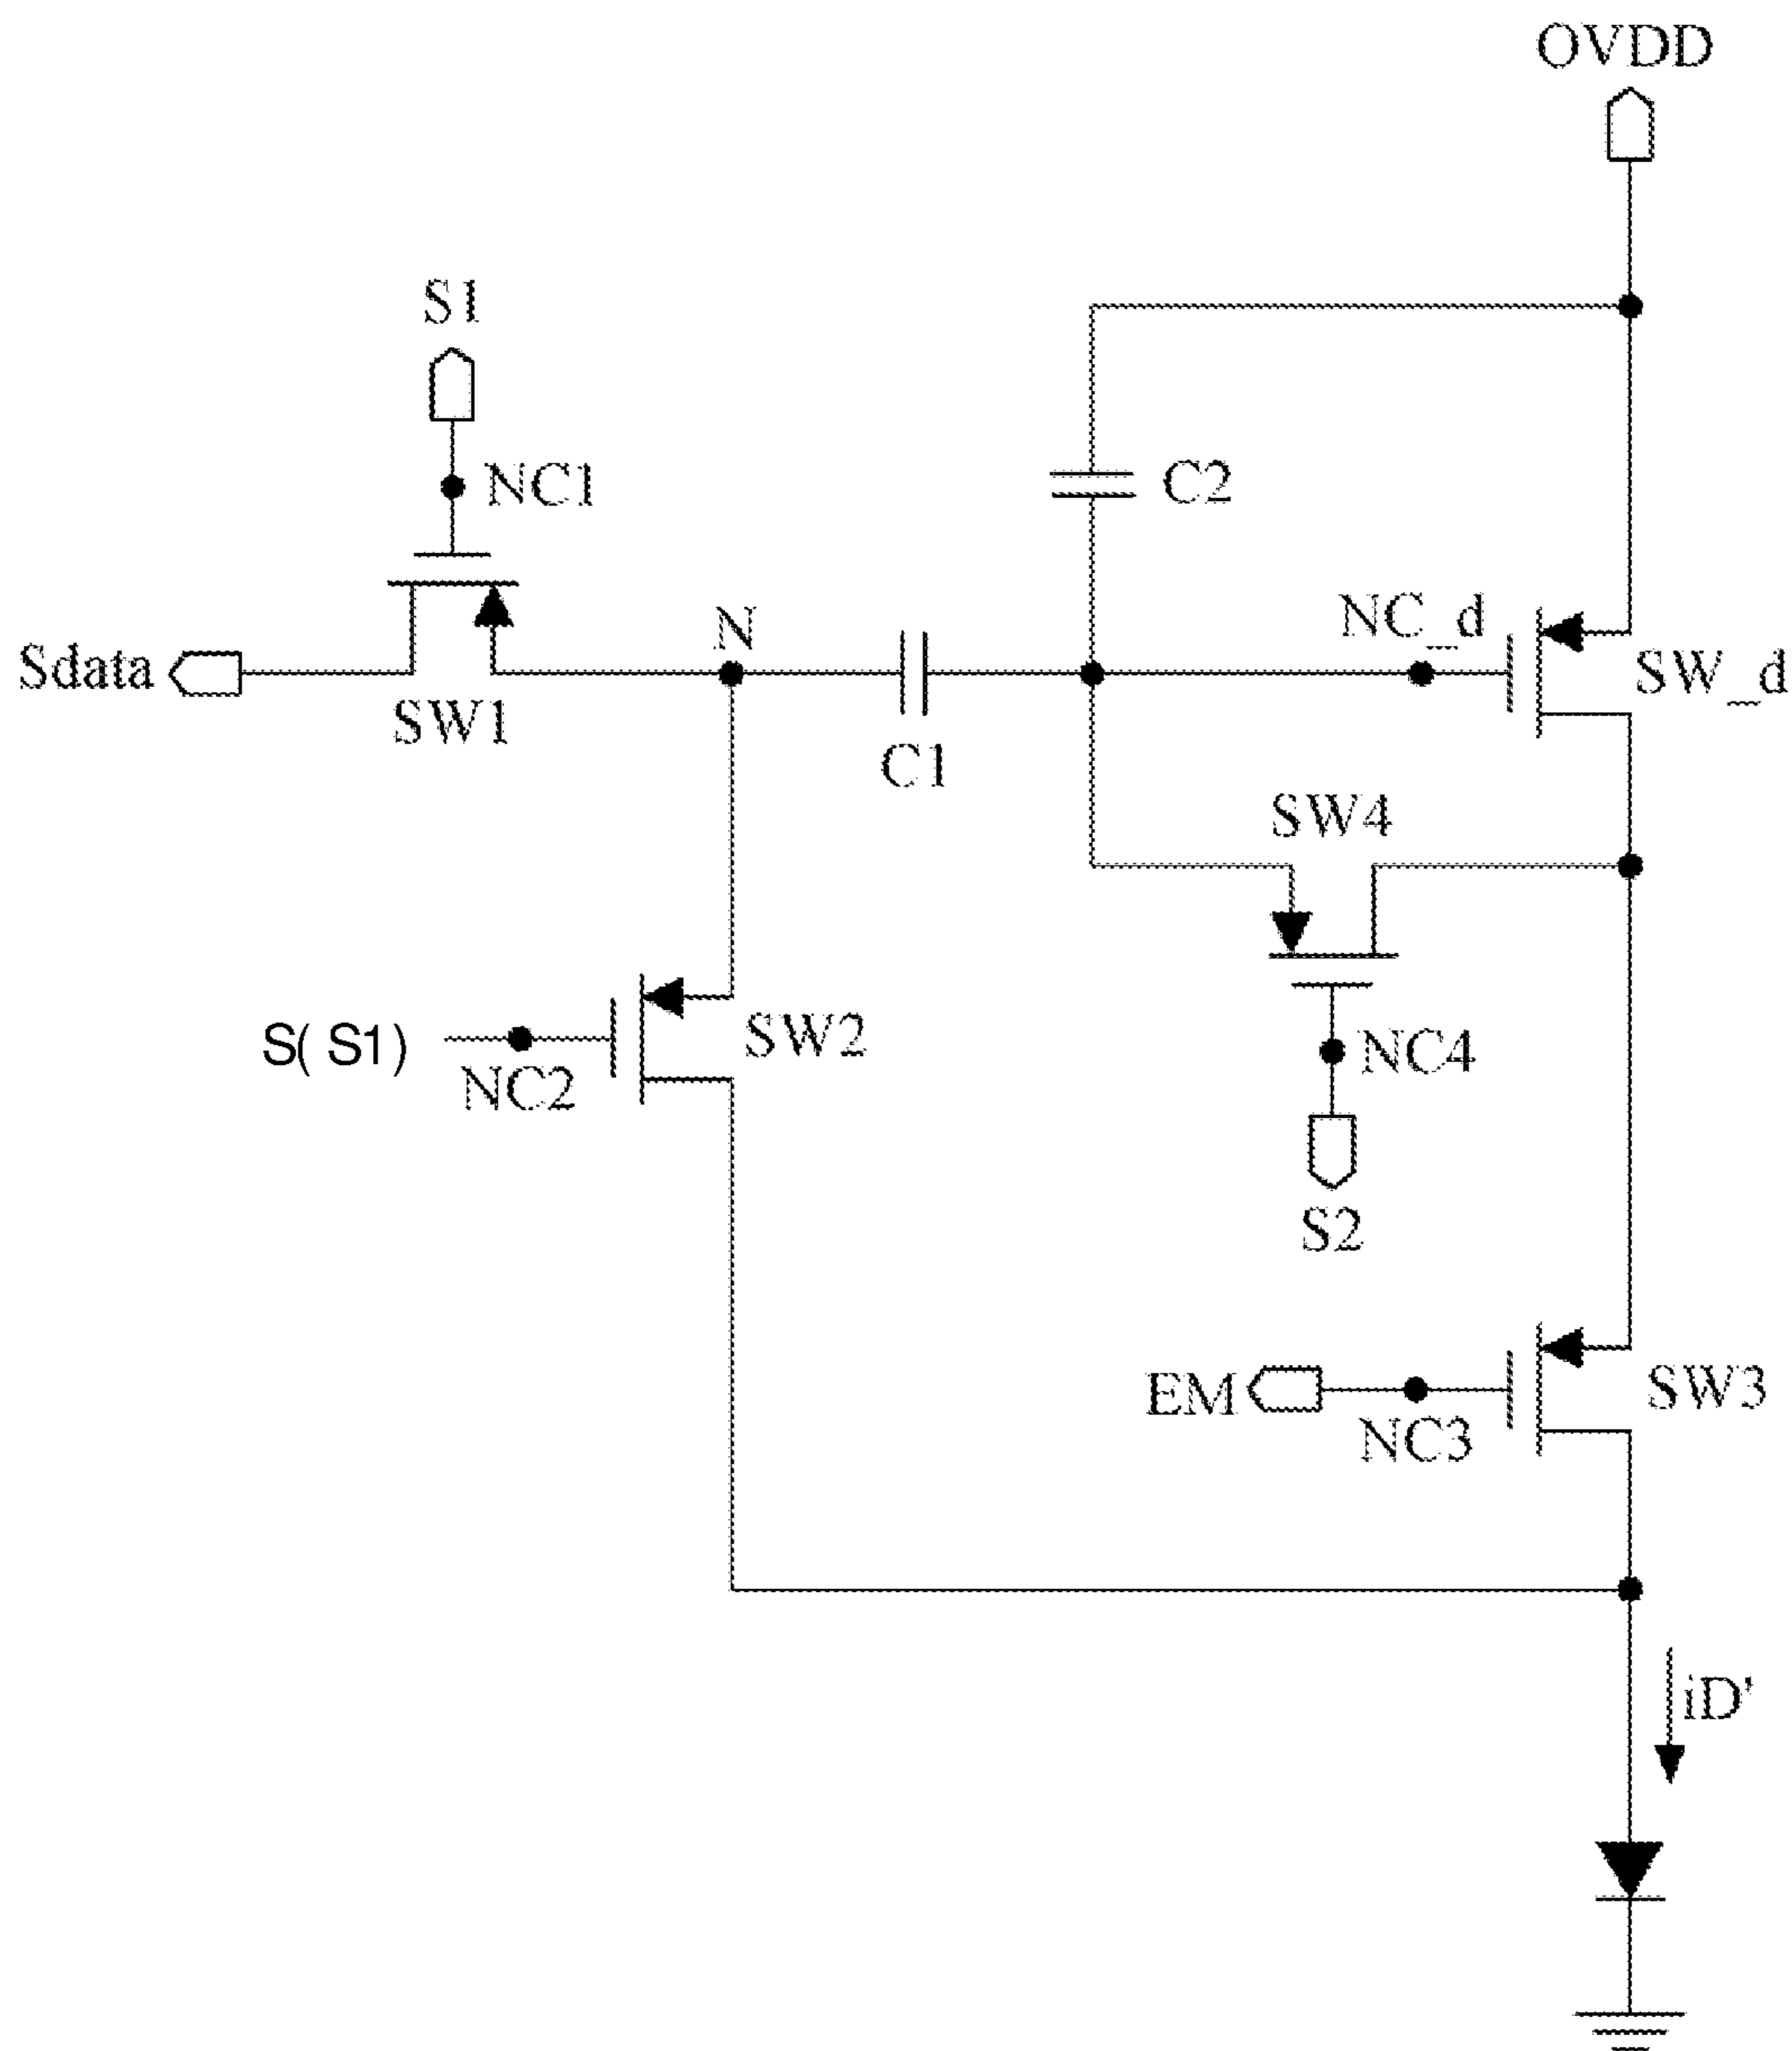 OVDD
S1
NC1
C2
Sdata
SW1
N
C1
NC_d
SW_d
SW4
S( S1)
NC2
SW2
NC4
S2
EM
NC3
SW3
iD'